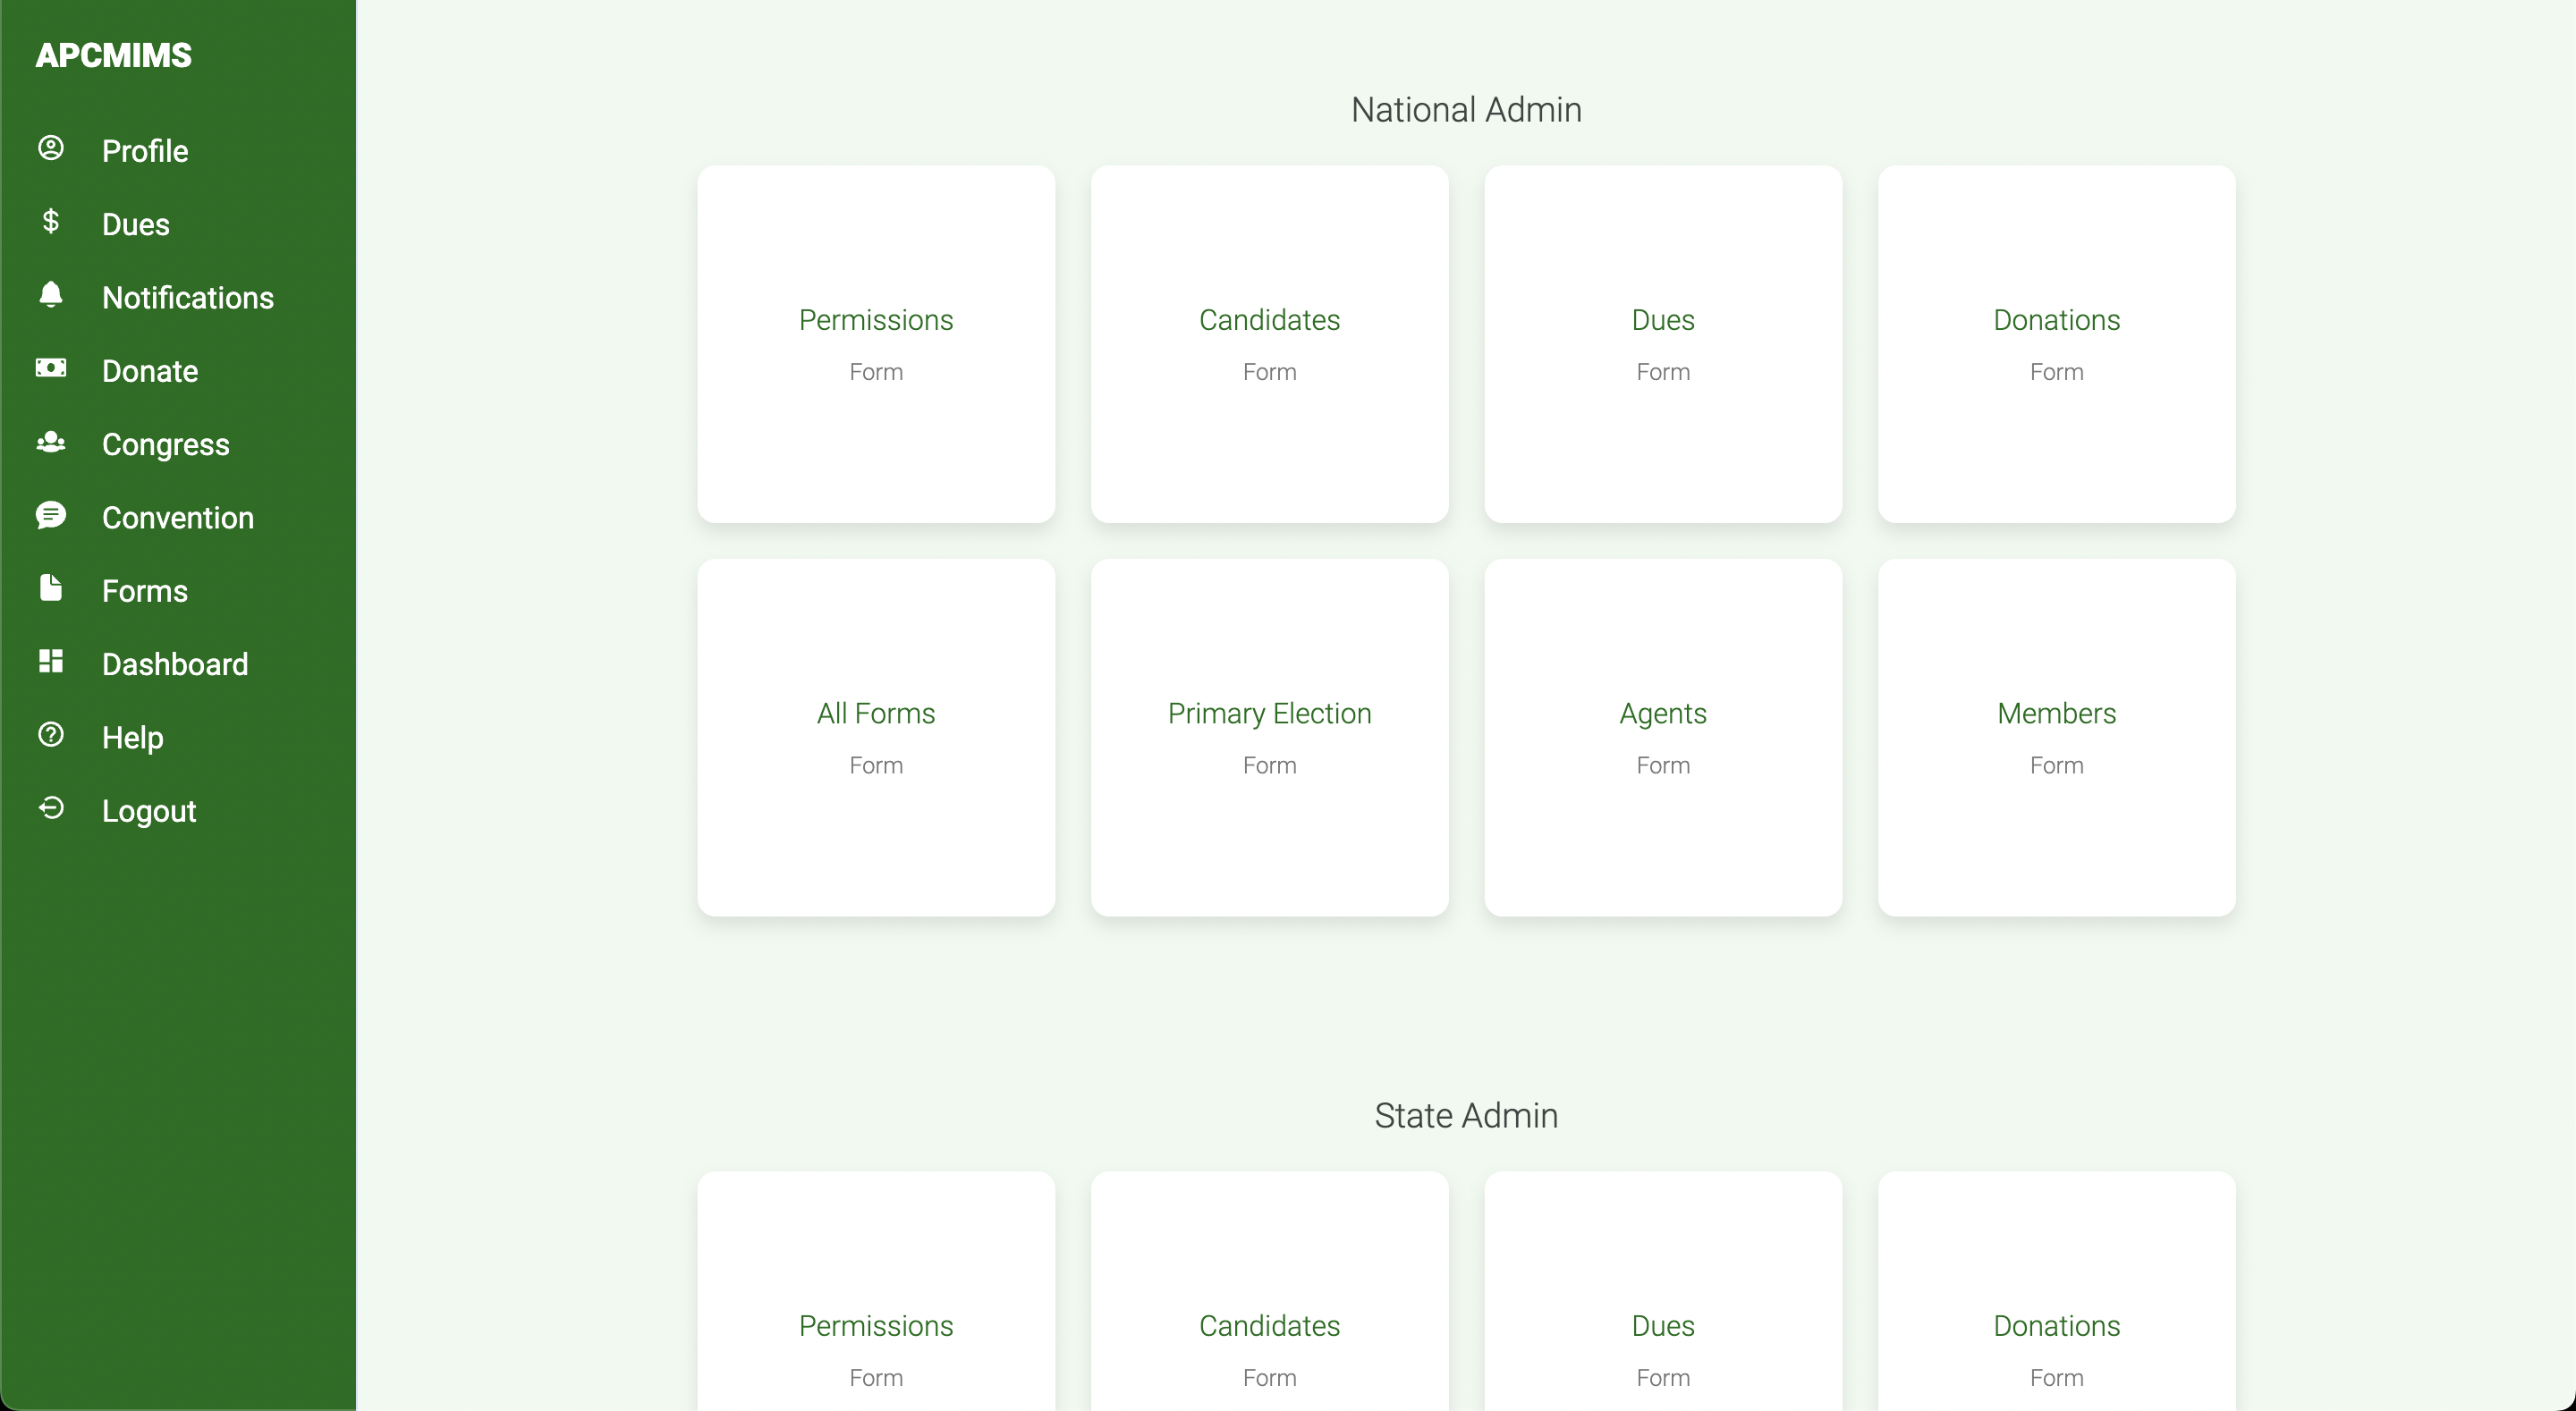 APCMIMS
Profile
Dues
Notifications
Donate
Congress
Convention
Forms
Dashboard
Help
Logout
National Admin
Permissions
Form
Candidates
Form
Dues
Form
Donations
Form
All Forms
Form
Primary Election
Form
Agents
Form
Members
Form
State Admin
Permissions
Form
Candidates
Form
Dues
Form
Donations
Form